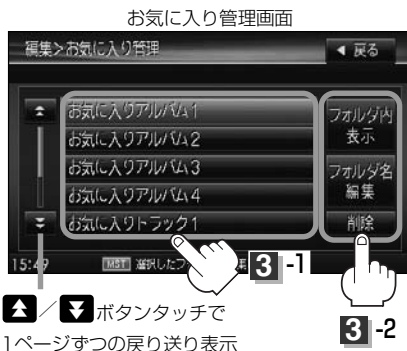 お気に入り管理画面
編集>お気に入り管理
◀ 戻る
お気に入りアルバム1
お気に入りアルバム2
お気に入りアルバム3
お気に入りアルバム4
お気に入りトラック1
フォルダ内
表示
フォルダ名
編集
削除
15:49
MST 選択したフ
集
3 -1
3 -2
／ ボタンタッチで
1ページずつの戻り送り表示